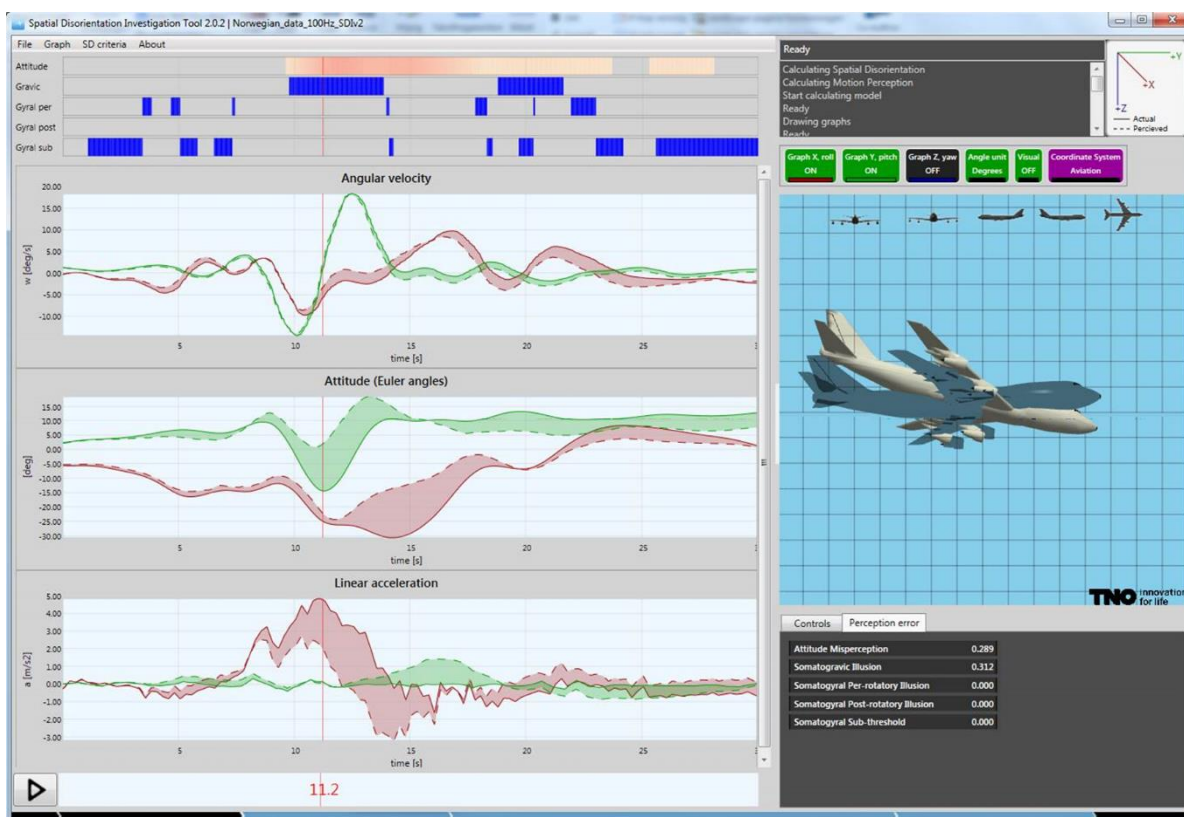 Spatial Disorientation Investigation Tool 2.0.2 | Norwegian_data_100Hz_SDIv2
File Graph SD criteria About
Attitude
Gravic
Gyral per
Gyral post
Gyral sub
Angular velocity
20.00
15.00
10.00
5.00
0.00
-5.00
-10.00
w [deg/s]
5 10 15 20 25
time [s]
Attitude (Euler angles)
15.00
10.00
5.00
0.00
-5.00
-10.00
-15.00
-20.00
-25.00
-30.00
[deg]
5 10 15 20 25
time [s]
Linear acceleration
5.00
4.00
3.00
2.00
1.00
0.00
-1.00
-2.00
-3.00
a [m/s2]
5 10 15 20 25
time [s]
11.2
Ready
Calculating Spatial Disorientation
Calculating Motion Perception
Start calculating model
Ready
Drawing graphs
Ready
+Y
+X
+Z
Actual
Percieved
Graph X, roll
ON
Graph Y, pitch
ON
Graph Z, yaw
OFF
Angle unit
Degrees
Visual
OFF
Coordinate System
Aviation
TNO innovation
for life
Controls Perception error
Attitude Misperception 0.289
Somatogravic Illusion 0.312
Somatogyral Per-rotatory Illusion 0.000
Somatogyral Post-rotatory Illusion 0.000
Somatogyral Sub-threshold 0.000